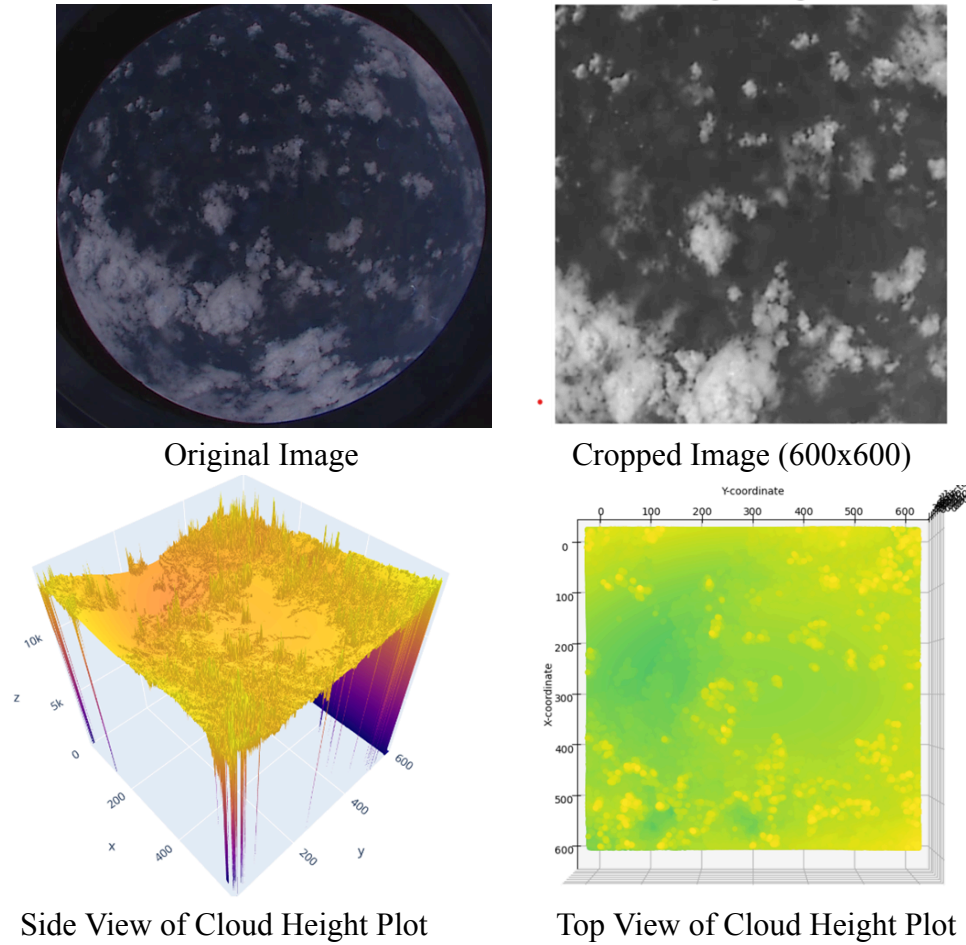 Original Image
Cropped Image (600x600)
10k
z
5k
0
200
x
400
600
400
y
200
Y-coordinate
0 100 200 300 400 500 600
X-coordinate
0
100
200
300
400
500
600
Side View of Cloud Height Plot
Top View of Cloud Height Plot